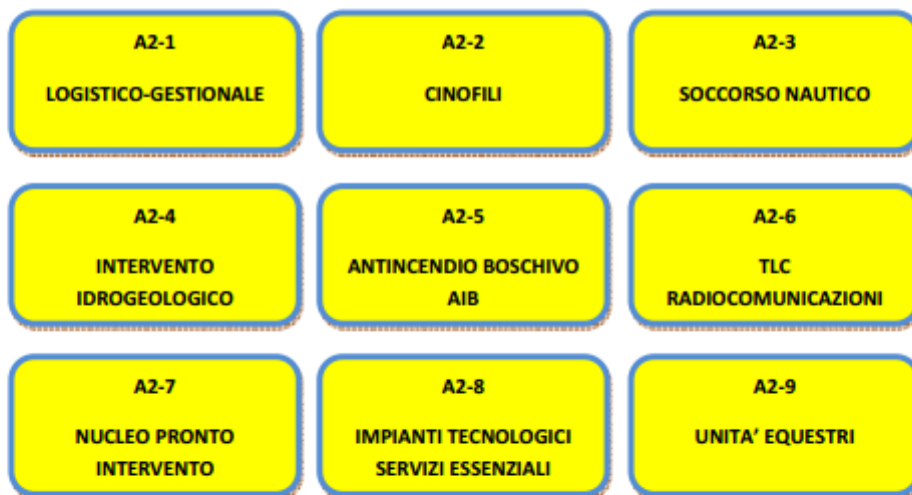 A2-1
LOGISTICO-GESTIONALE
A2-2
CINOFILI
A2-3
SOCCORSO NAUTICO
A2-4
INTERVENTO
IDROGEOLOGICO
A2-5
ANTINCENDIO BOSCHIVO
AIB
A2-6
TLC
RADIOCOMUNICAZIONI
A2-7
NUCLEO PRONTO
INTERVENTO
A2-8
IMPIANTI TECNOLOGICI
SERVIZI ESSENZIALI
A2-9
UNITA’ EQUESTRI